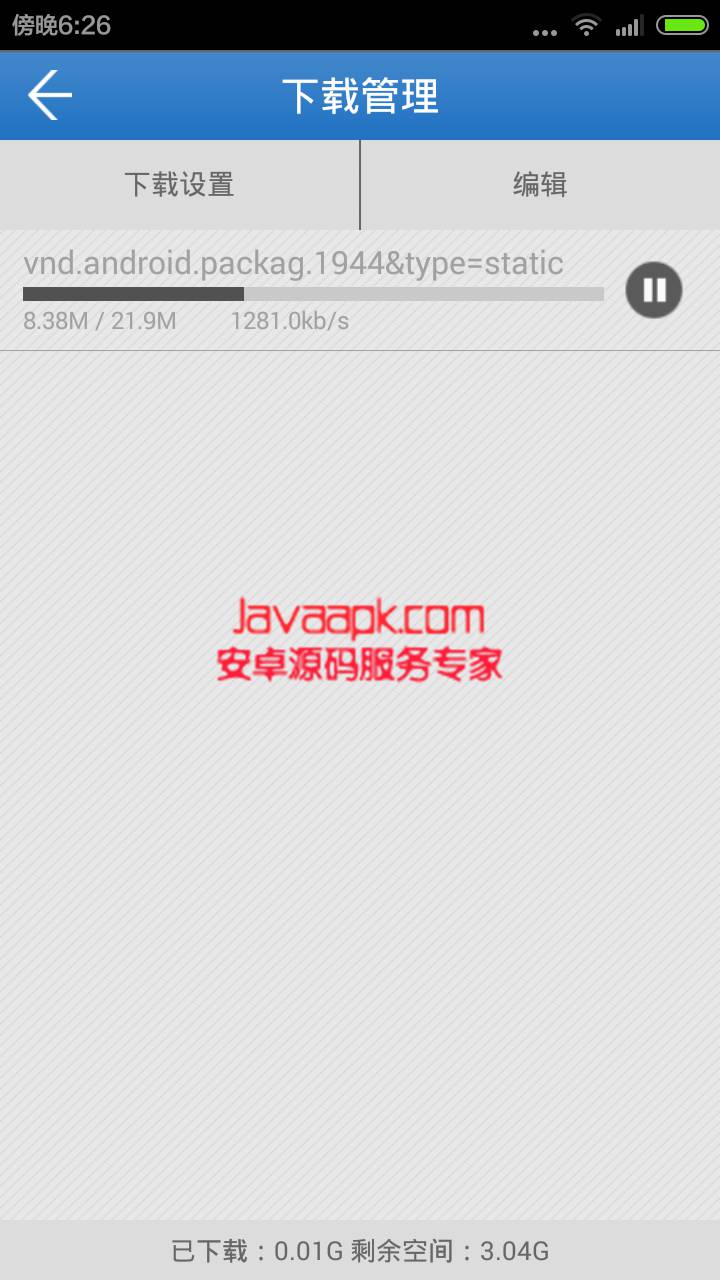 傍晚6:26
下载管理
下载设置
编辑
vnd.android.packag.1944&type=static
8.38M / 21.9M 1281.0kb/s
Javaapk.com
安卓源码服务专家
已下载：0.01G 剩余空间：3.04G